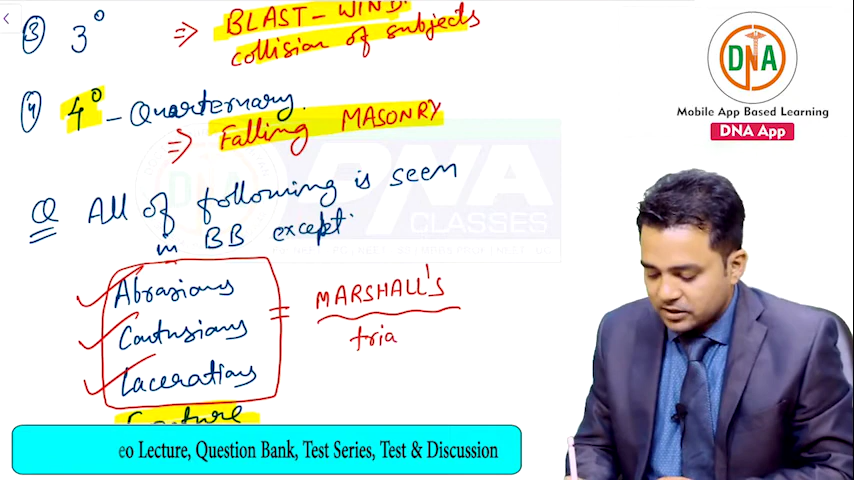 ③ 3° ⇒ BLAST-WIND.
collision of subjects
④ 4° - Quarternary.
⇒ Falling MASONRY
Q All of following is seen
in BB except:
Abrasions
Contusions = MARSHALL'S
Lacerations tria
DNA
Mobile App Based Learning
DNA App
DNA
CLASSES
eo Lecture, Question Bank, Test Series, Test & Discussion